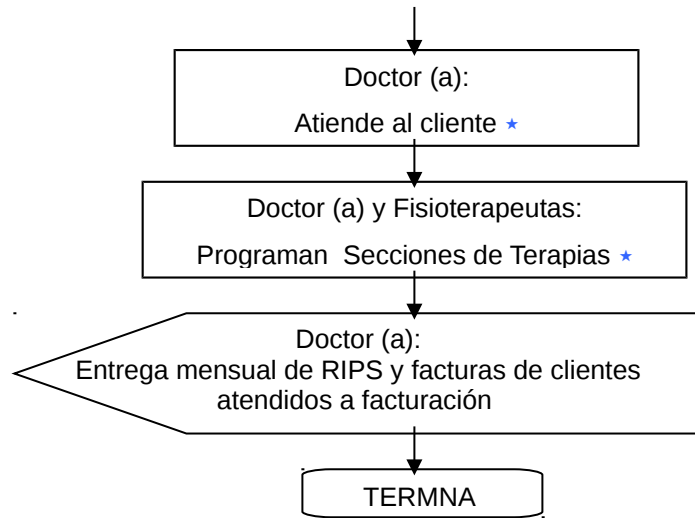 Doctor (a):
Atiende al cliente ★
Doctor (a) y Fisioterapeutas:
Programan Secciones de Terapias ★
Doctor (a):
Entrega mensual de RIPS y facturas de clientes
atendidos a facturación
TERMNA